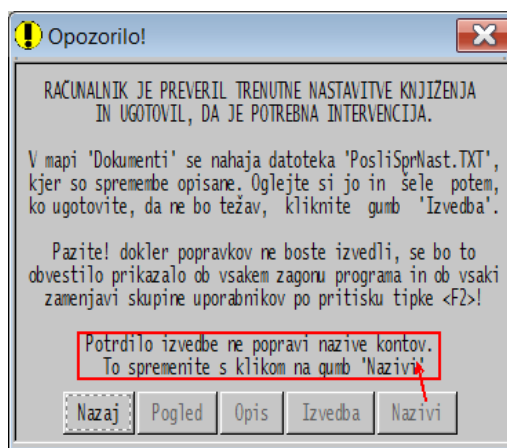 Opozorilo!
RAČUNALNIK JE PREVERIL TRENUTNE NASTAVITVE KNJIŽENJA
IN UGOTOVIL, DA JE POTREBNA INTERVENCIJA.
V mapi 'Dokumenti' se nahaja datoteka 'PosliSprNast.TXT',
kjer so spremembe opisane. Oglejte si jo in šele potem,
ko ugotovite, da ne bo težav, kliknite gumb 'Izvedba'.
Pazite! dokler popravkov ne boste izvedli, se bo to
obvestilo prikazalo ob vsakem zagonu programa in ob vsaki
zamenjavi skupine uporabnikov po pritisku tipke <F2>!
Potrdilo izvedbe ne popravi nazive kontov.
To spremenite s klikom na gumb 'Nazivi'
Nazaj Pogled Opis Izvedba Nazivi